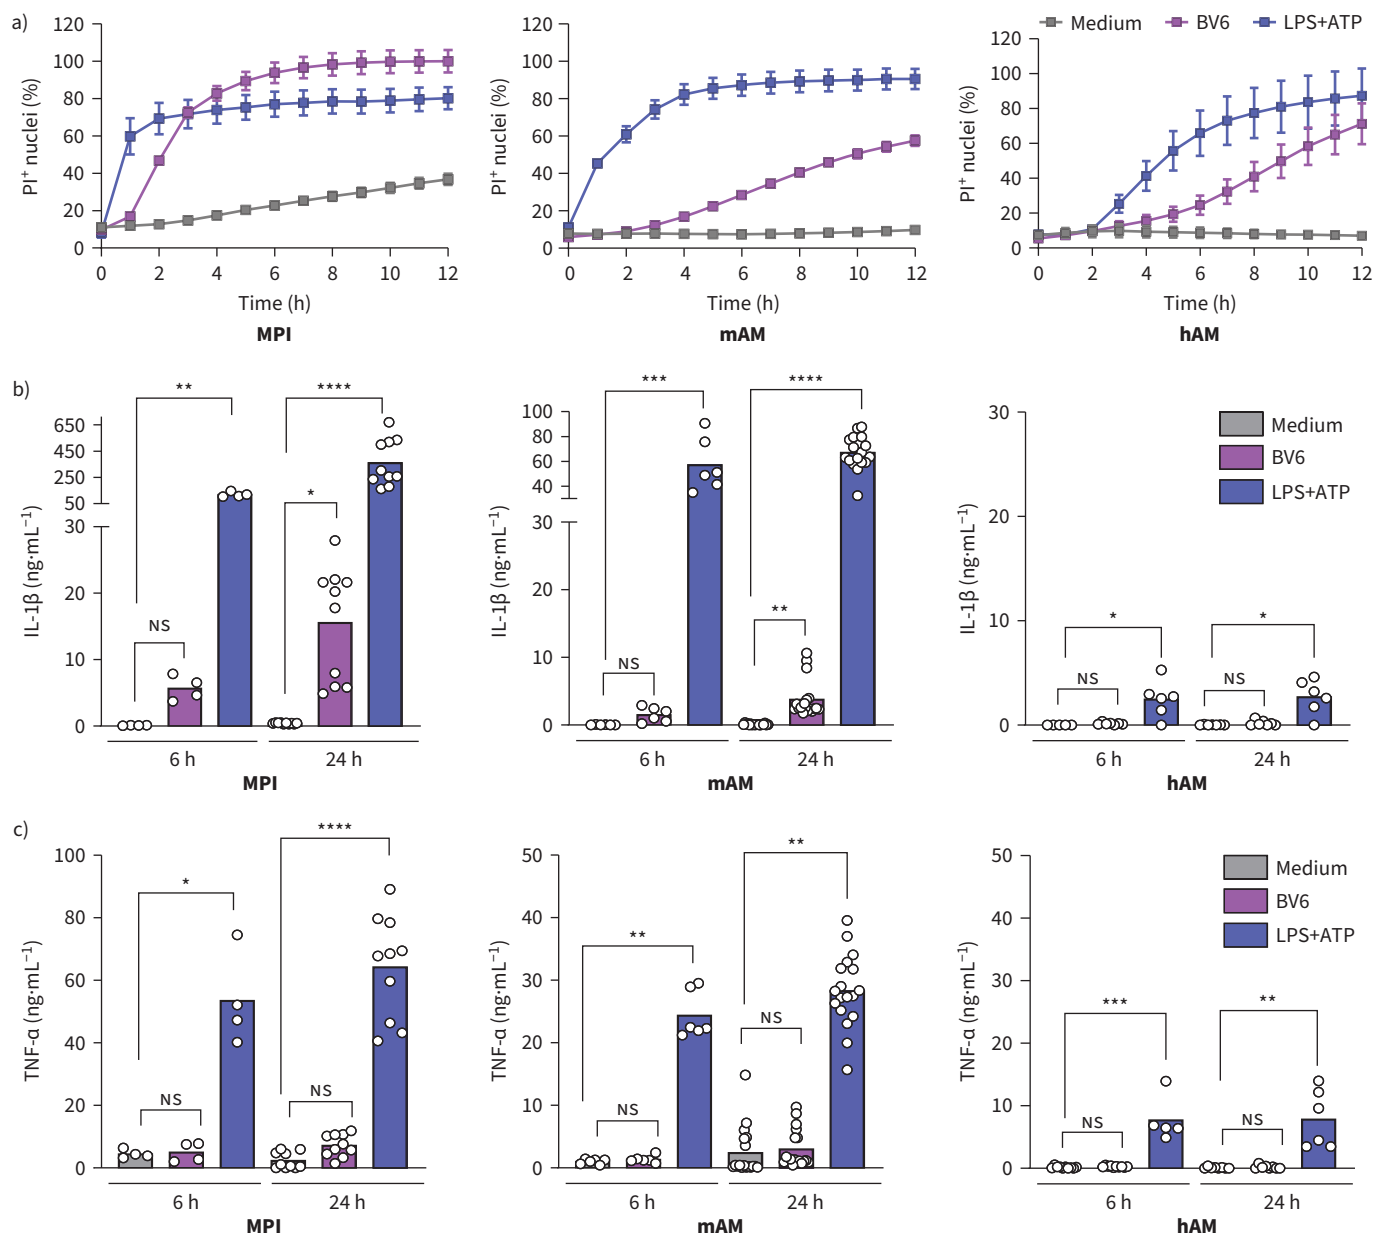 a)
Medium BV6 LPS+ATP
PI⁺ nuclei (%)
120
100
80
60
40
20
0
0 2 4 6 8 10 12
Time (h)
MPI
PI⁺ nuclei (%)
120
100
80
60
40
20
0
0 2 4 6 8 10 12
Time (h)
mAM
PI⁺ nuclei (%)
120
100
80
60
40
20
0
0 2 4 6 8 10 12
Time (h)
hAM
b)
IL-1β (ng·mL⁻¹)
650
450
250
50
30
20
10
0
NS
**
*
****
6 h 24 h
MPI
IL-1β (ng·mL⁻¹)
100
80
60
40
30
20
10
0
NS
***
**
****
6 h 24 h
mAM
IL-1β (ng·mL⁻¹)
30
20
10
0
NS
*
NS
*
6 h 24 h
hAM
Medium
BV6
LPS+ATP
c)
TNF-α (ng·mL⁻¹)
100
80
60
40
20
0
NS
*
NS
****
6 h 24 h
MPI
TNF-α (ng·mL⁻¹)
50
40
30
20
10
0
NS
**
NS
**
6 h 24 h
mAM
TNF-α (ng·mL⁻¹)
50
40
30
20
10
0
NS
***
NS
**
6 h 24 h
hAM
Medium
BV6
LPS+ATP